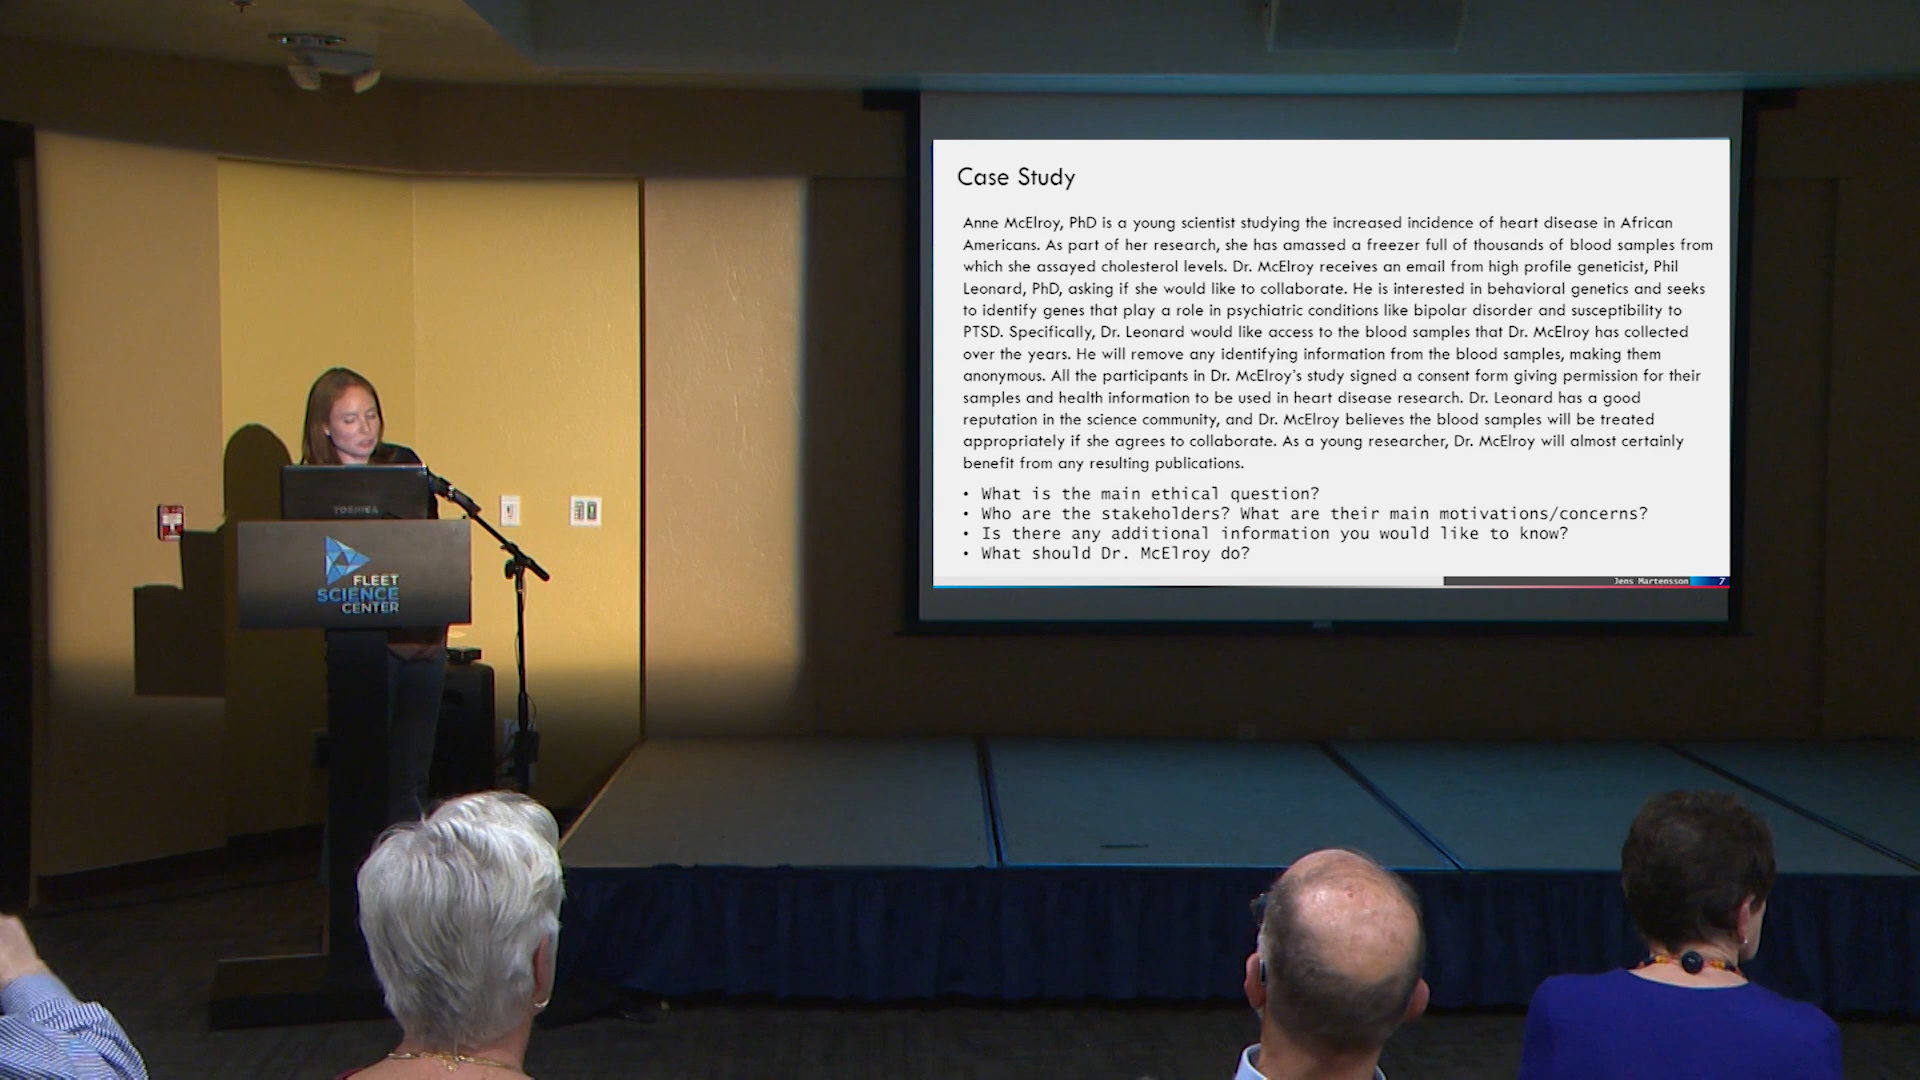 Case Study
Anne McElroy, PhD is a young scientist studying the increased incidence of heart disease in African
Americans. As part of her research, she has amassed a freezer full of thousands of blood samples from
which she assayed cholesterol levels. Dr. McElroy receives an email from high profile geneticist, Phil
Leonard, PhD, asking if she would like to collaborate. He is interested in behavioral genetics and seeks
to identify genes that play a role in psychiatric conditions like bipolar disorder and susceptibility to
PTSD. Specifically, Dr. Leonard would like access to the blood samples that Dr. McElroy has collected
over the years. He will remove any identifying information from the blood samples, making them
anonymous. All the participants in Dr. McElroy's study signed a consent form giving permission for their
samples and health information to be used in heart disease research. Dr. Leonard has a good
reputation in the science community, and Dr. McElroy believes the blood samples will be treated
appropriately if she agrees to collaborate. As a young researcher, Dr. McElroy will almost certainly
benefit from any resulting publications.
• What is the main ethical question?
• Who are the stakeholders? What are their main motivations/concerns?
• Is there any additional information you would like to know?
• What should Dr. McElroy do?
Jens Martensson 7
TOSHIBA
FLEET
SCIENCE
CENTER